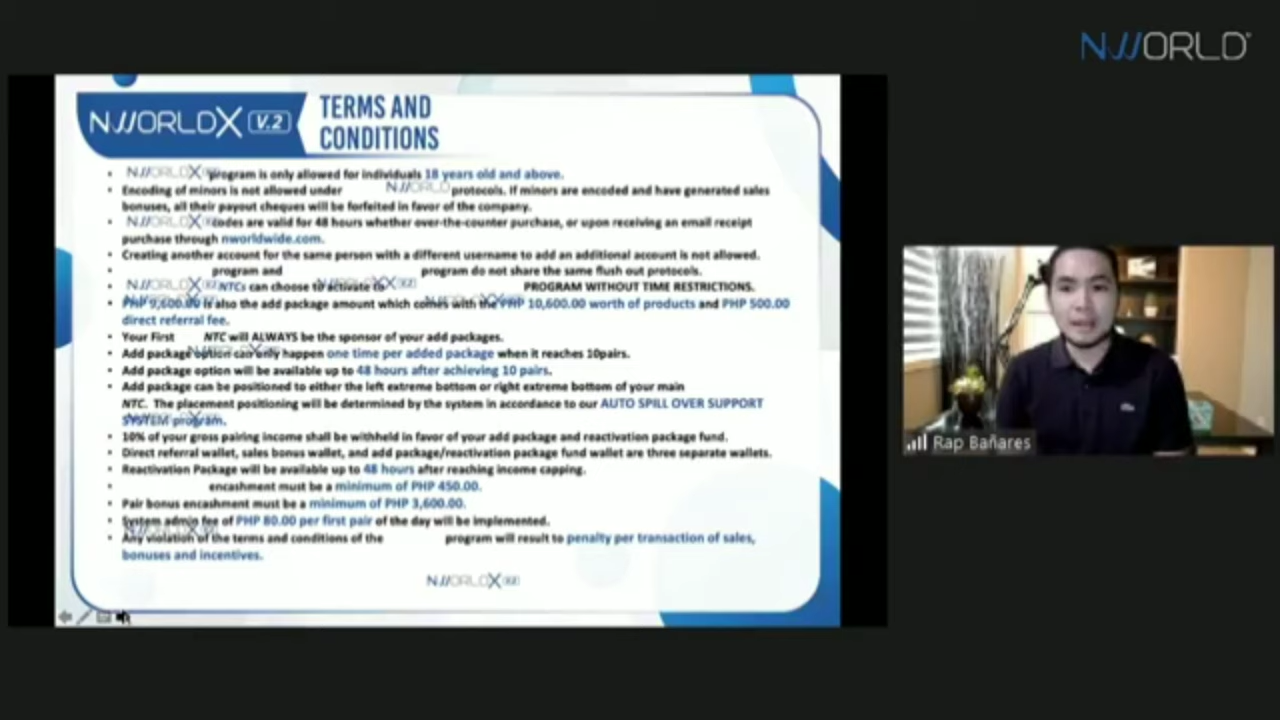 NWORLD
NWORLDX V.2
TERMS AND
CONDITIONS
• NWORLDX program is only allowed for individuals 18 years old and above.
• Encoding of minors is not allowed under NWORLD protocols. If minors are encoded and have generated sales
bonuses, all their payout cheques will be forfeited in favor of the company.
• NWORLDX codes are valid for 48 hours whether over-the-counter purchase, or upon receiving an email receipt
purchase through nworldwide.com.
• Creating another account for the same person with a different username to add an additional account is not allowed.
• program and program do not share the same flush out protocols.
• NWORLDX NTCs can choose to activate to PROGRAM WITHOUT TIME RESTRICTIONS.
• PHP 9,600.00 is also the add package amount which comes with the PHP 10,600.00 worth of products and PHP 500.00
direct referral fee.
• Your First NTC will ALWAYS be the sponsor of your add packages.
• Add package option can only happen one time per added package when it reaches 10pairs.
• Add package option will be available up to 48 hours after achieving 10 pairs.
• Add package can be positioned to either the left extreme bottom or right extreme bottom of your main
NTC. The placement positioning will be determined by the system in accordance to our AUTO SPILL OVER SUPPORT
SYSTEM program.
• 10% of your gross pairing income shall be withheld in favor of your add package and reactivation package fund.
• Direct referral wallet, sales bonus wallet, and add package/reactivation package fund wallet are three separate wallets.
• Reactivation Package will be available up to 48 hours after reaching income capping.
• encashment must be a minimum of PHP 450.00.
• Pair bonus encashment must be a minimum of PHP 3,600.00.
• System admin fee of PHP 80.00 per first pair of the day will be implemented.
• Any violation of the terms and conditions of the program will result to penalty per transaction of sales,
bonuses and incentives.
NWORLDX
Rap Bañares